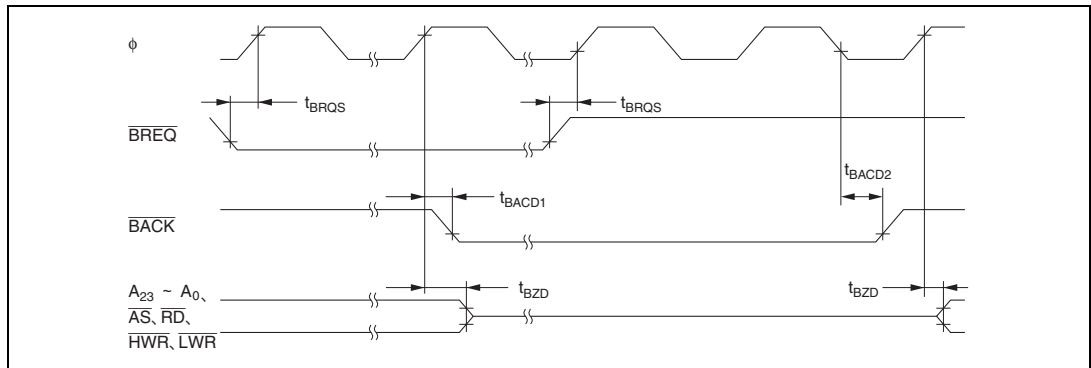 φ
tBRQS tBRQS
BREQ
tBACD2
tBACD1
BACK
A23 ~ A0、
tBZD tBZD
AS、RD、
HWR、LWR